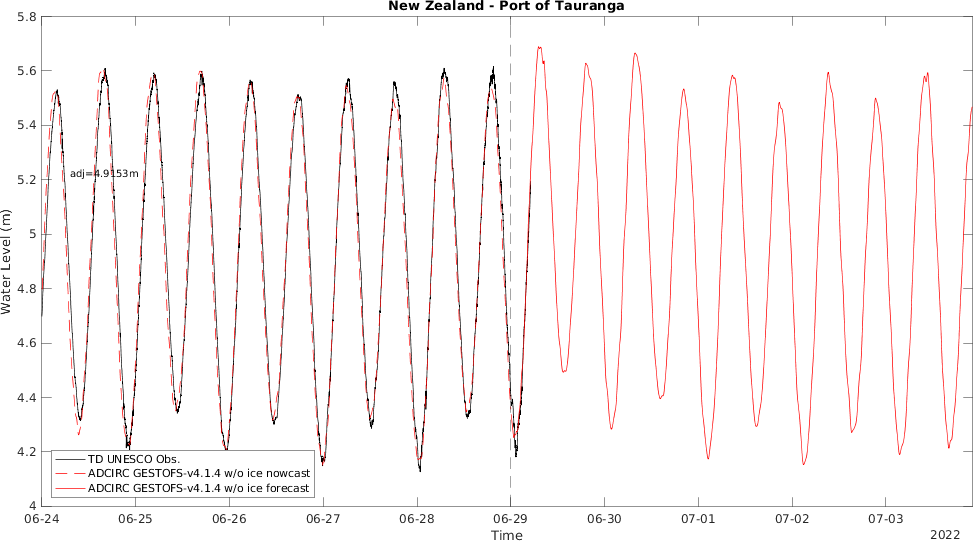 New Zealand - Port of Tauranga
5.8
5.6
5.4
5.2
5
4.8
4.6
4.4
4.2
4
Water Level (m)
adj=4.9153m
TD UNESCO Obs.
ADCIRC GESTOFS-v4.1.4 w/o ice nowcast
ADCIRC GESTOFS-v4.1.4 w/o ice forecast
06-24 06-25 06-26 06-27 06-28 06-29 06-30 07-01 07-02 07-03
Time
2022